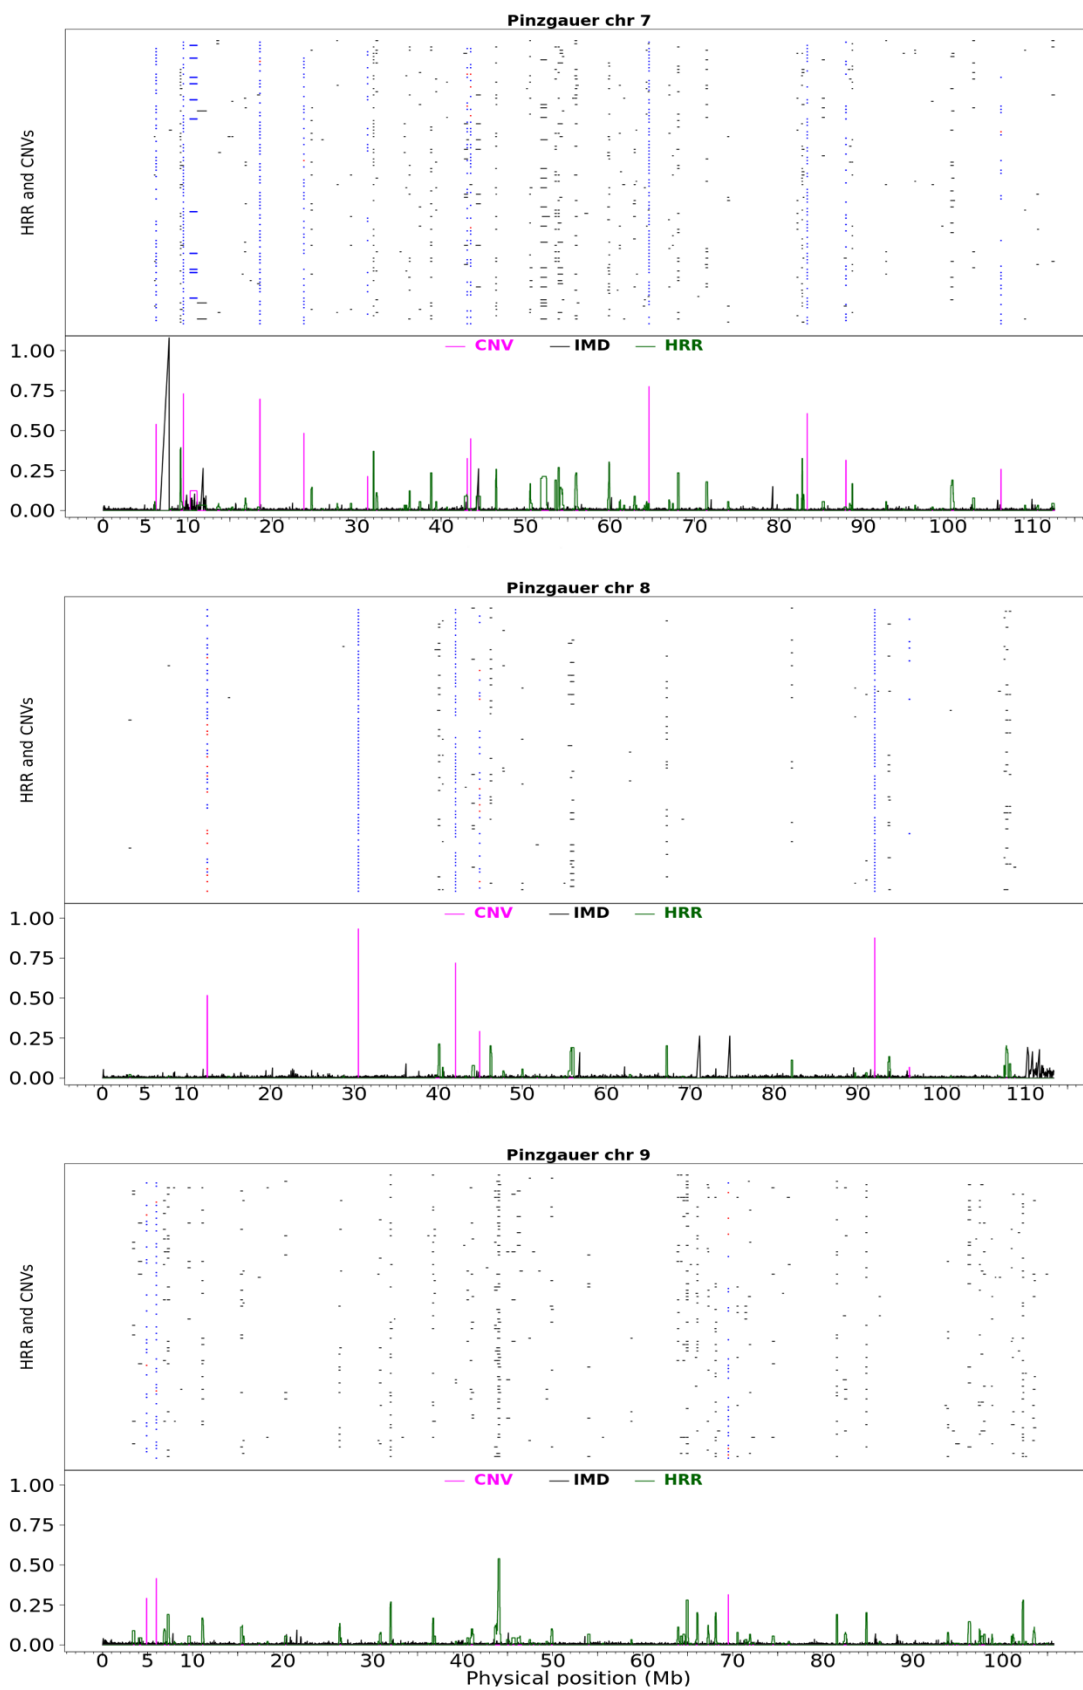 Pinzgauer chr 7
HRR and CNVs
CNV IMD HRR
1.00
0.75
0.50
0.25
0.00
0 5 10 20 30 40 50 60 70 80 90 100 110
Pinzgauer chr 8
HRR and CNVs
CNV IMD HRR
1.00
0.75
0.50
0.25
0.00
0 5 10 20 30 40 50 60 70 80 90 100 110
Pinzgauer chr 9
HRR and CNVs
CNV IMD HRR
1.00
0.75
0.50
0.25
0.00
0 5 10 20 30 40 50 60 70 80 90 100
Physical position (Mb)